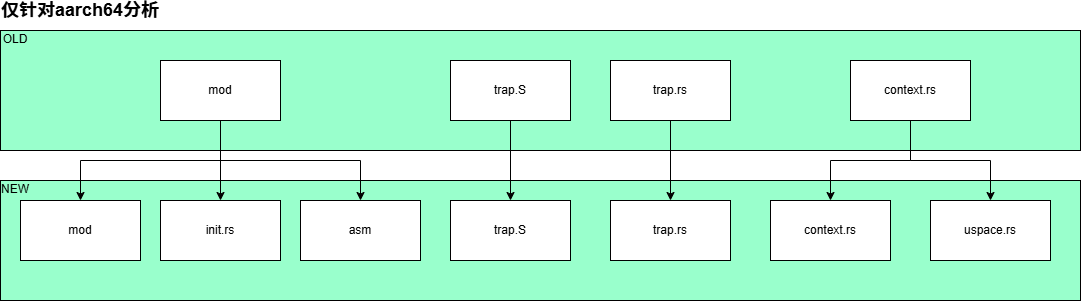 仅针对aarch64分析
OLD
mod
trap.S
trap.rs
context.rs
NEW
mod
init.rs
asm
trap.S
trap.rs
context.rs
uspace.rs